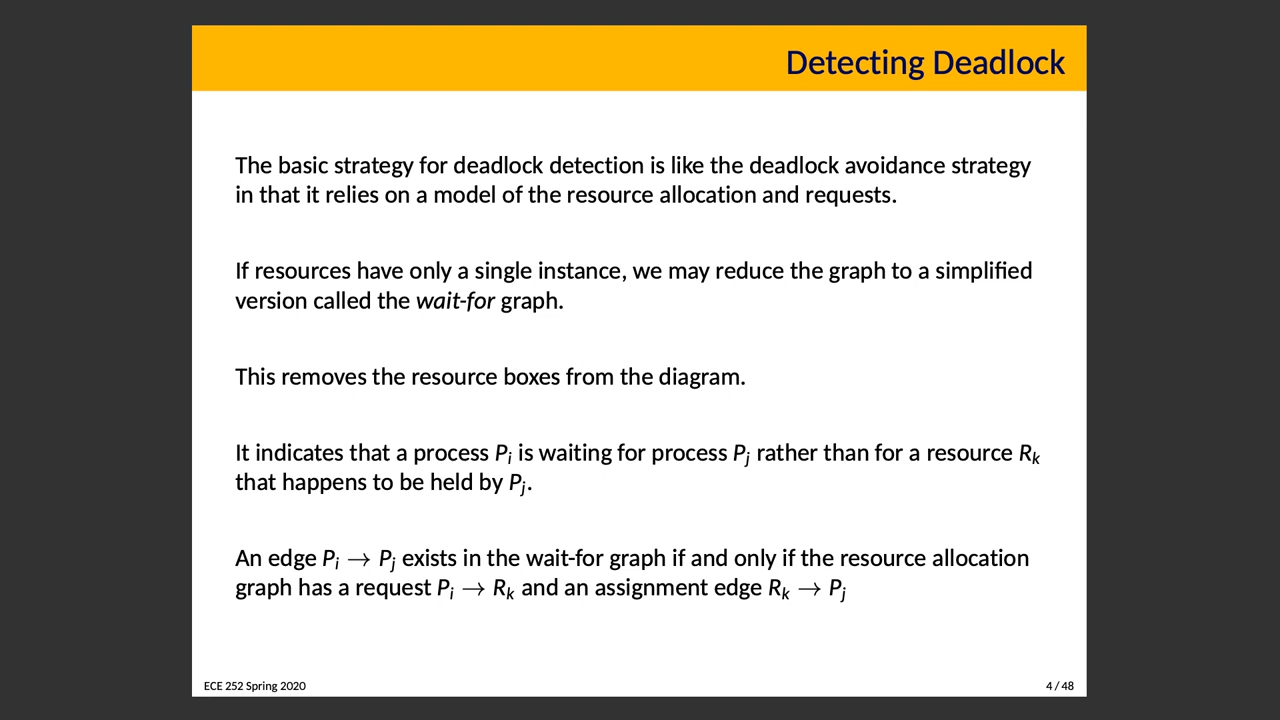 Detecting Deadlock
The basic strategy for deadlock detection is like the deadlock avoidance strategy
in that it relies on a model of the resource allocation and requests.
If resources have only a single instance, we may reduce the graph to a simplified
version called the wait-for graph.
This removes the resource boxes from the diagram.
It indicates that a process Pi is waiting for process Pj rather than for a resource Rk
that happens to be held by Pj.
An edge Pi → Pj exists in the wait-for graph if and only if the resource allocation
graph has a request Pi → Rk and an assignment edge Rk → Pj
ECE 252 Spring 2020
4 / 48